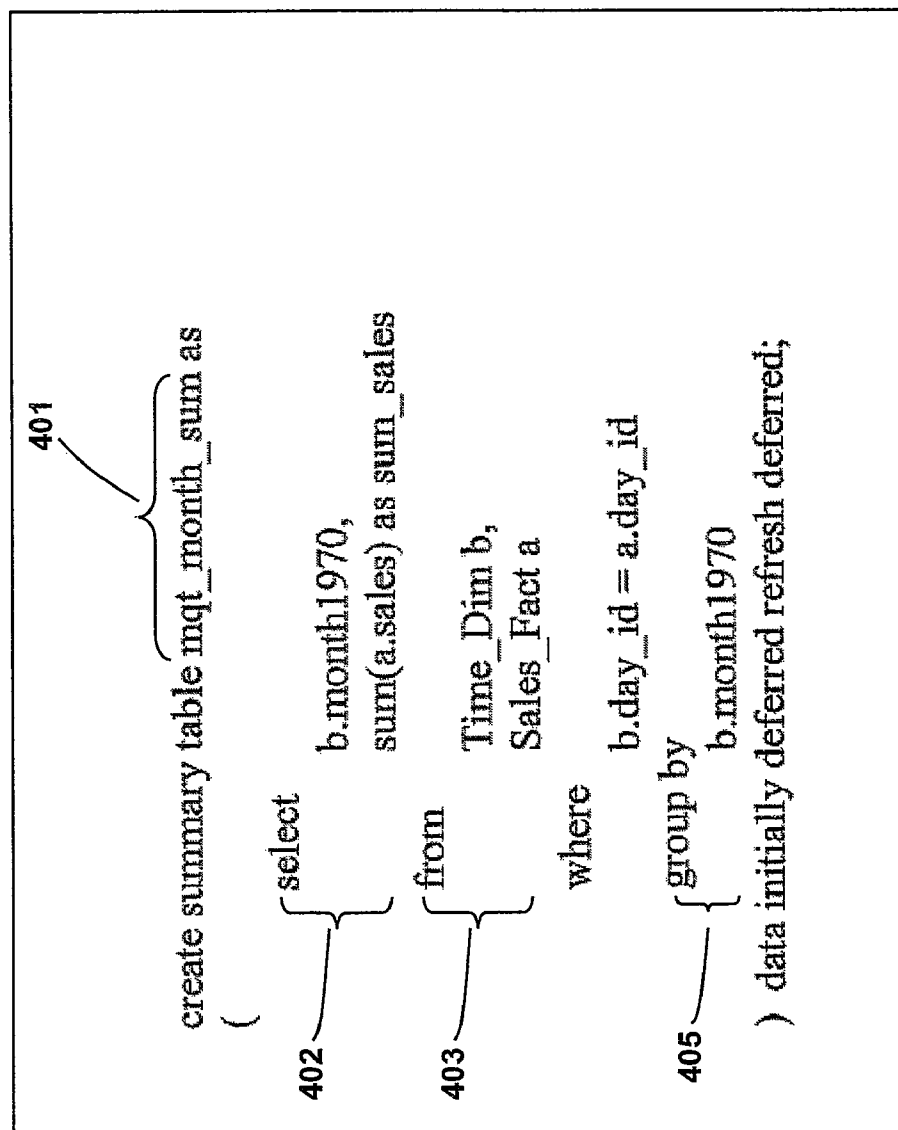 401
create summary table mqt_month_sum as
(
402
select
b.month1970,
sum(a.sales) as sum_sales
403
from
Time_Dim b,
Sales_Fact a
where
b.day_id = a.day_id
405
group by
b.month1970
) data initially deferred refresh deferred;